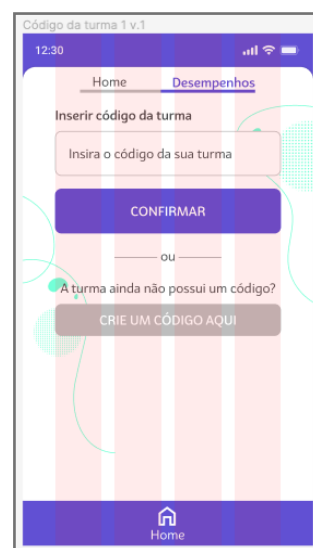 Código da turma 1 v.1
12:30
Home Desempenhos
Inserir código da turma
Insira o código da sua turma
CONFIRMAR
ou
A turma ainda não possui um código?
CRIE UM CÓDIGO AQUI
Home